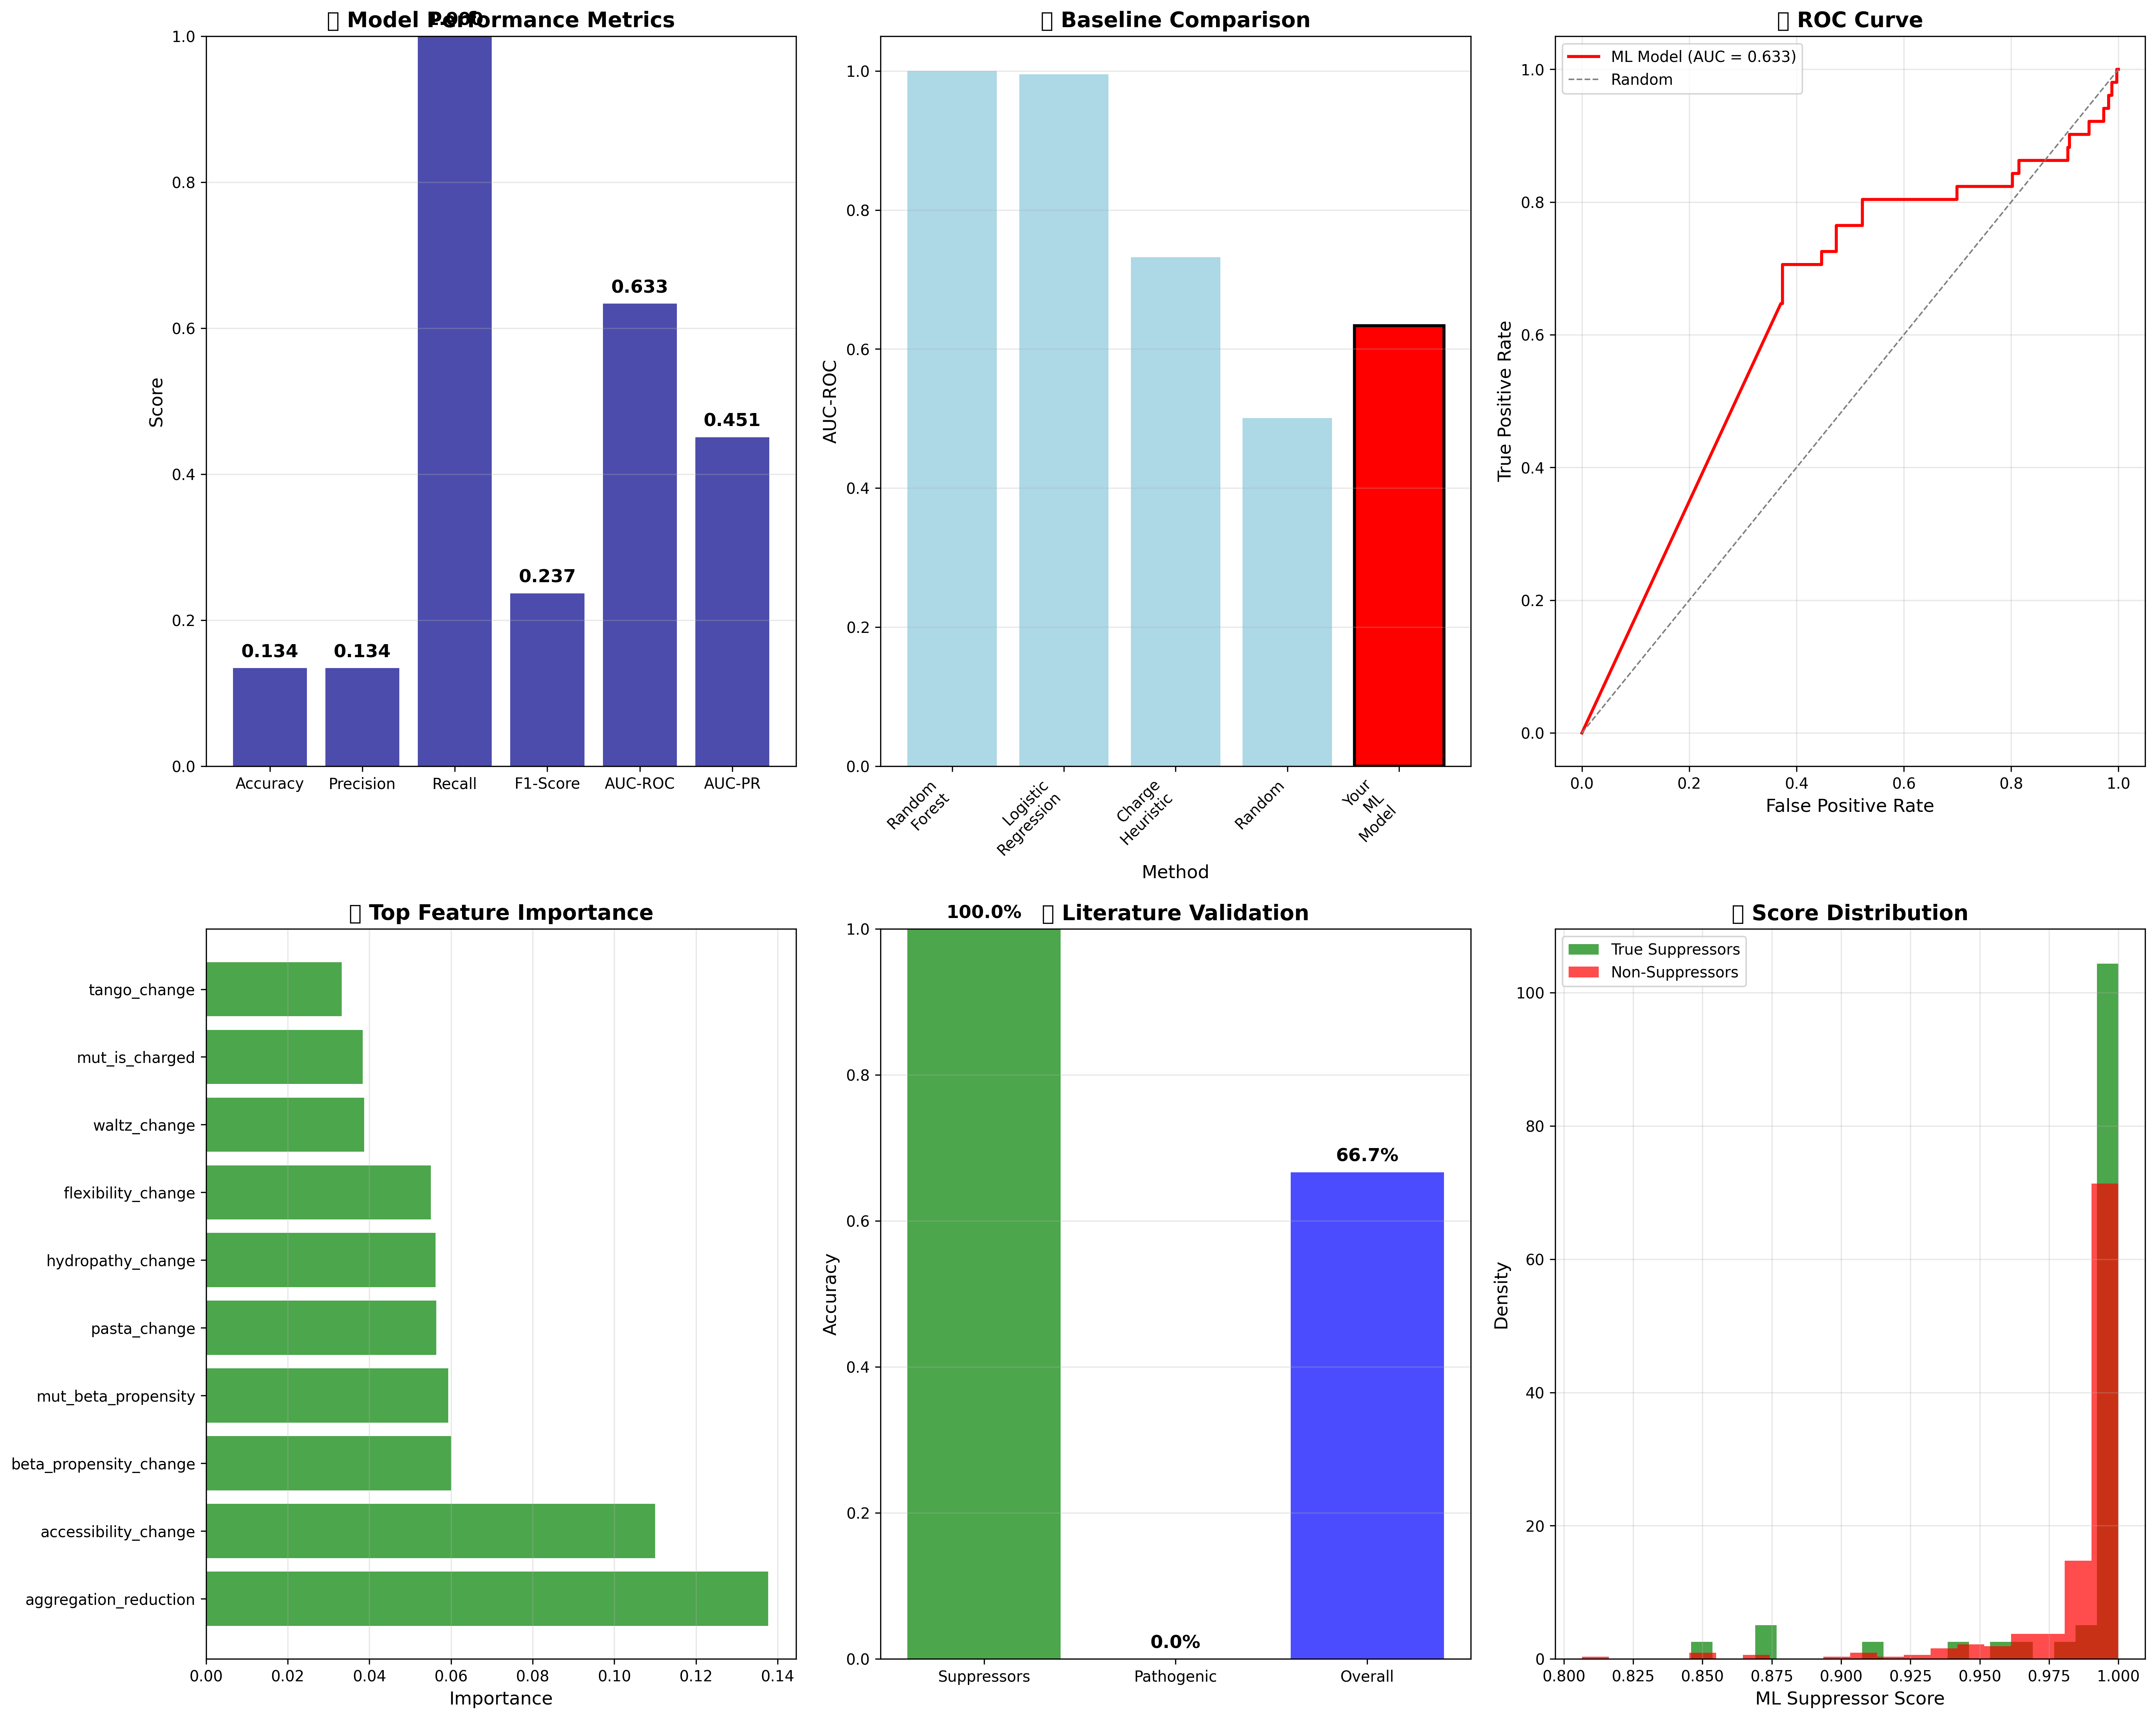 Model Performance Metrics
1.000
1.0
0.8
0.6
0.4
0.2
0.0
Score
0.134
0.134
0.237
0.633
0.451
Accuracy
Precision
Recall
F1-Score
AUC-ROC
AUC-PR
Baseline Comparison
1.0
0.8
0.6
0.4
0.2
0.0
AUC-ROC
Random
Forest
Logistic
Regression
Charge
Heuristic
Random
Your
ML
Model
Method
ROC Curve
ML Model (AUC = 0.633)
Random
1.0
0.8
0.6
0.4
0.2
0.0
True Positive Rate
0.0
0.2
0.4
0.6
0.8
1.0
False Positive Rate
Top Feature Importance
tango_change
mut_is_charged
waltz_change
flexibility_change
hydropathy_change
pasta_change
mut_beta_propensity
beta_propensity_change
accessibility_change
aggregation_reduction
0.00
0.02
0.04
0.06
0.08
0.10
0.12
0.14
Importance
Literature Validation
100.0%
1.0
0.8
0.6
0.4
0.2
0.0
Accuracy
0.0%
66.7%
Suppressors
Pathogenic
Overall
Score Distribution
True Suppressors
Non-Suppressors
100
80
60
40
20
0
Density
0.800
0.825
0.850
0.875
0.900
0.925
0.950
0.975
1.000
ML Suppressor Score